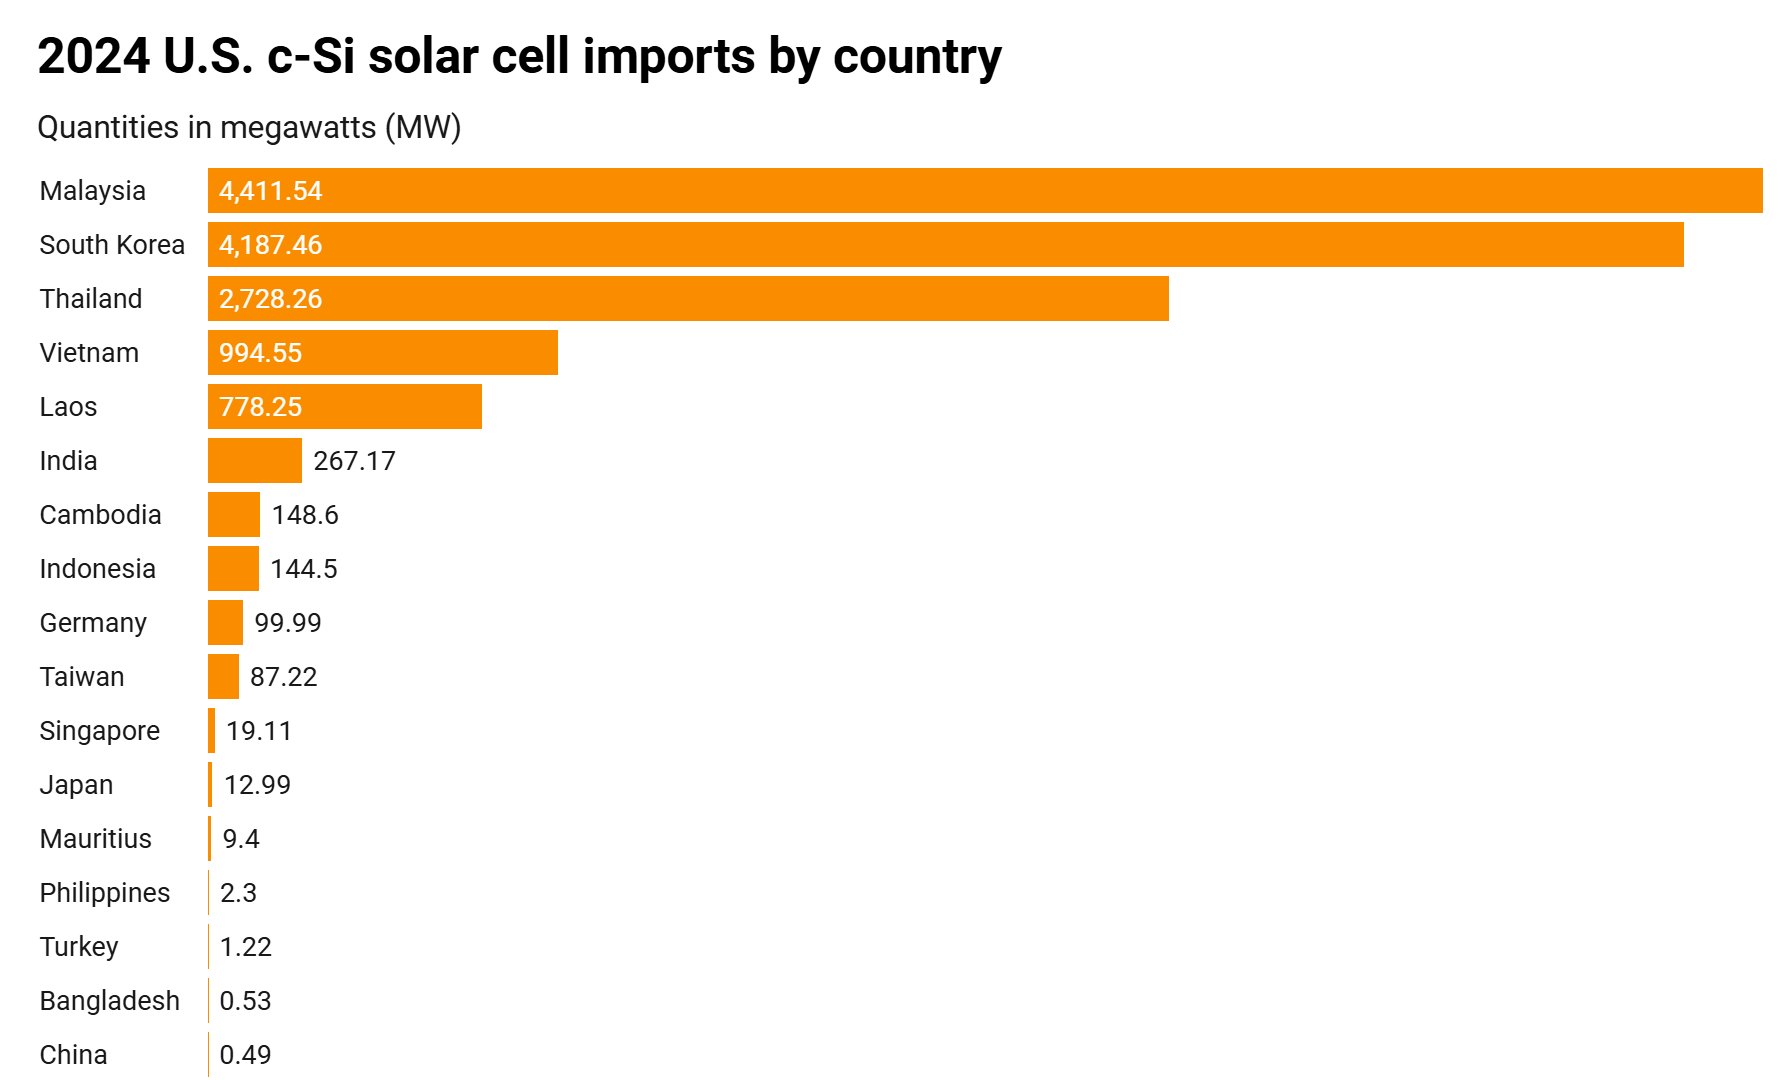 2024 U.S. c-Si solar cell imports by country
Quantities in megawatts (MW)
Malaysia 4,411.54
South Korea 4,187.46
Thailand 2,728.26
Vietnam 994.55
Laos 778.25
India 267.17
Cambodia 148.6
Indonesia 144.5
Germany 99.99
Taiwan 87.22
Singapore 19.11
Japan 12.99
Mauritius 9.4
Philippines 2.3
Turkey 1.22
Bangladesh 0.53
China 0.49